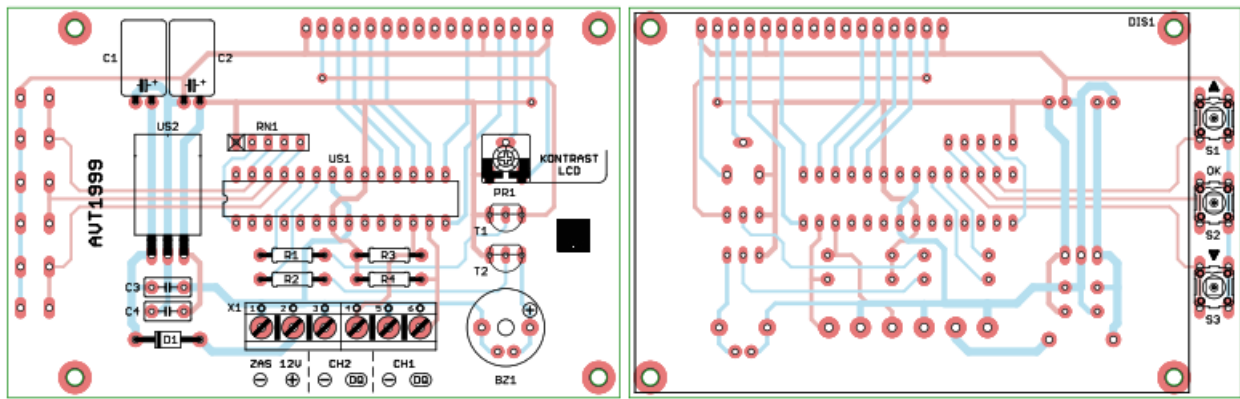 C1
C2
DIS1
US2
RN1
US1
KONTRAST
LCD
PR1
S1
OK
AVT1999
T1
S2
R1
R3
T2
R2
R4
C3
C4
X1
1 2 3 4 5 6
S3
D1
ZAS 12V CH2 CH1
− + − DQ − DQ
BZ1